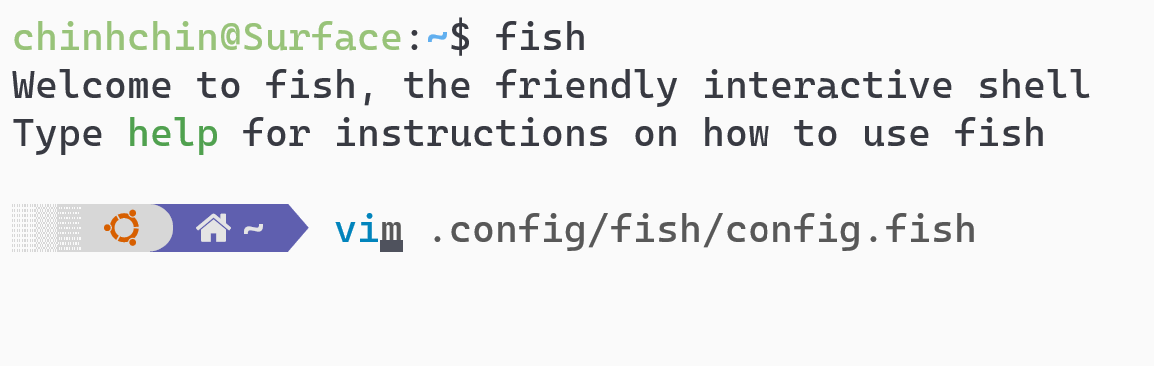 chinhchin@Surface:~$ fish
Welcome to fish, the friendly interactive shell
Type help for instructions on how to use fish
~ vim .config/fish/config.fish